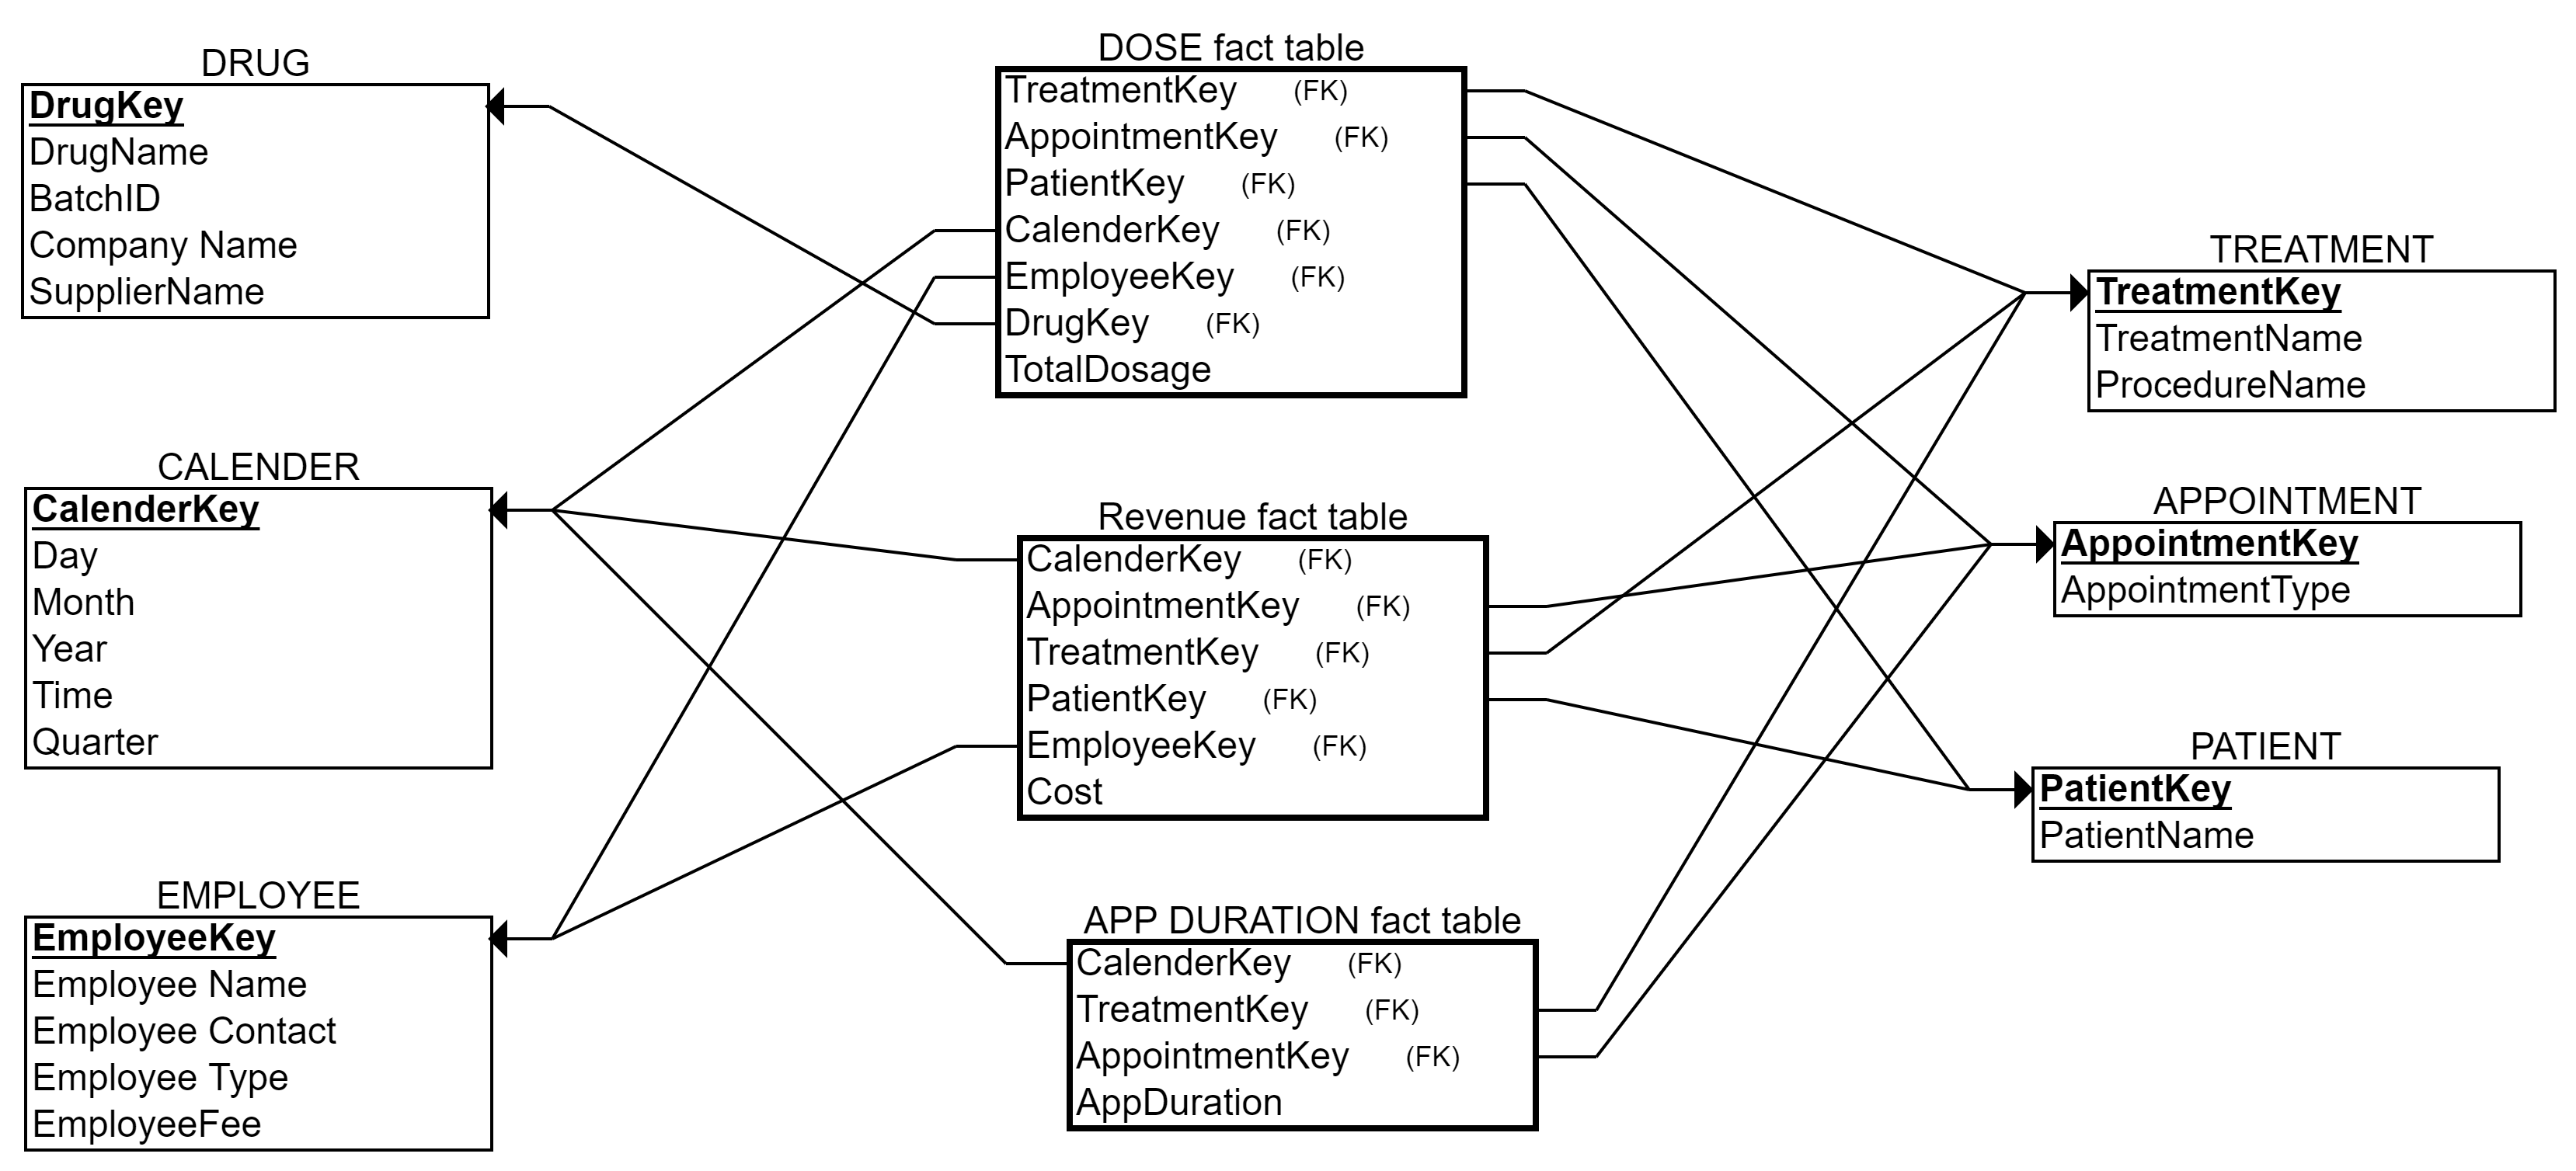 DRUG
DrugKey
DrugName
BatchID
Company Name
SupplierName
CALENDER
CalenderKey
Day
Month
Year
Time
Quarter
EMPLOYEE
EmployeeKey
Employee Name
Employee Contact
Employee Type
EmployeeFee
DOSE fact table
TreatmentKey (FK)
AppointmentKey (FK)
PatientKey (FK)
CalenderKey (FK)
EmployeeKey (FK)
DrugKey (FK)
TotalDosage
Revenue fact table
CalenderKey (FK)
AppointmentKey (FK)
TreatmentKey (FK)
PatientKey (FK)
EmployeeKey (FK)
Cost
APP DURATION fact table
CalenderKey (FK)
TreatmentKey (FK)
AppointmentKey (FK)
AppDuration
TREATMENT
TreatmentKey
TreatmentName
ProcedureName
APPOINTMENT
AppointmentKey
AppointmentType
PATIENT
PatientKey
PatientName